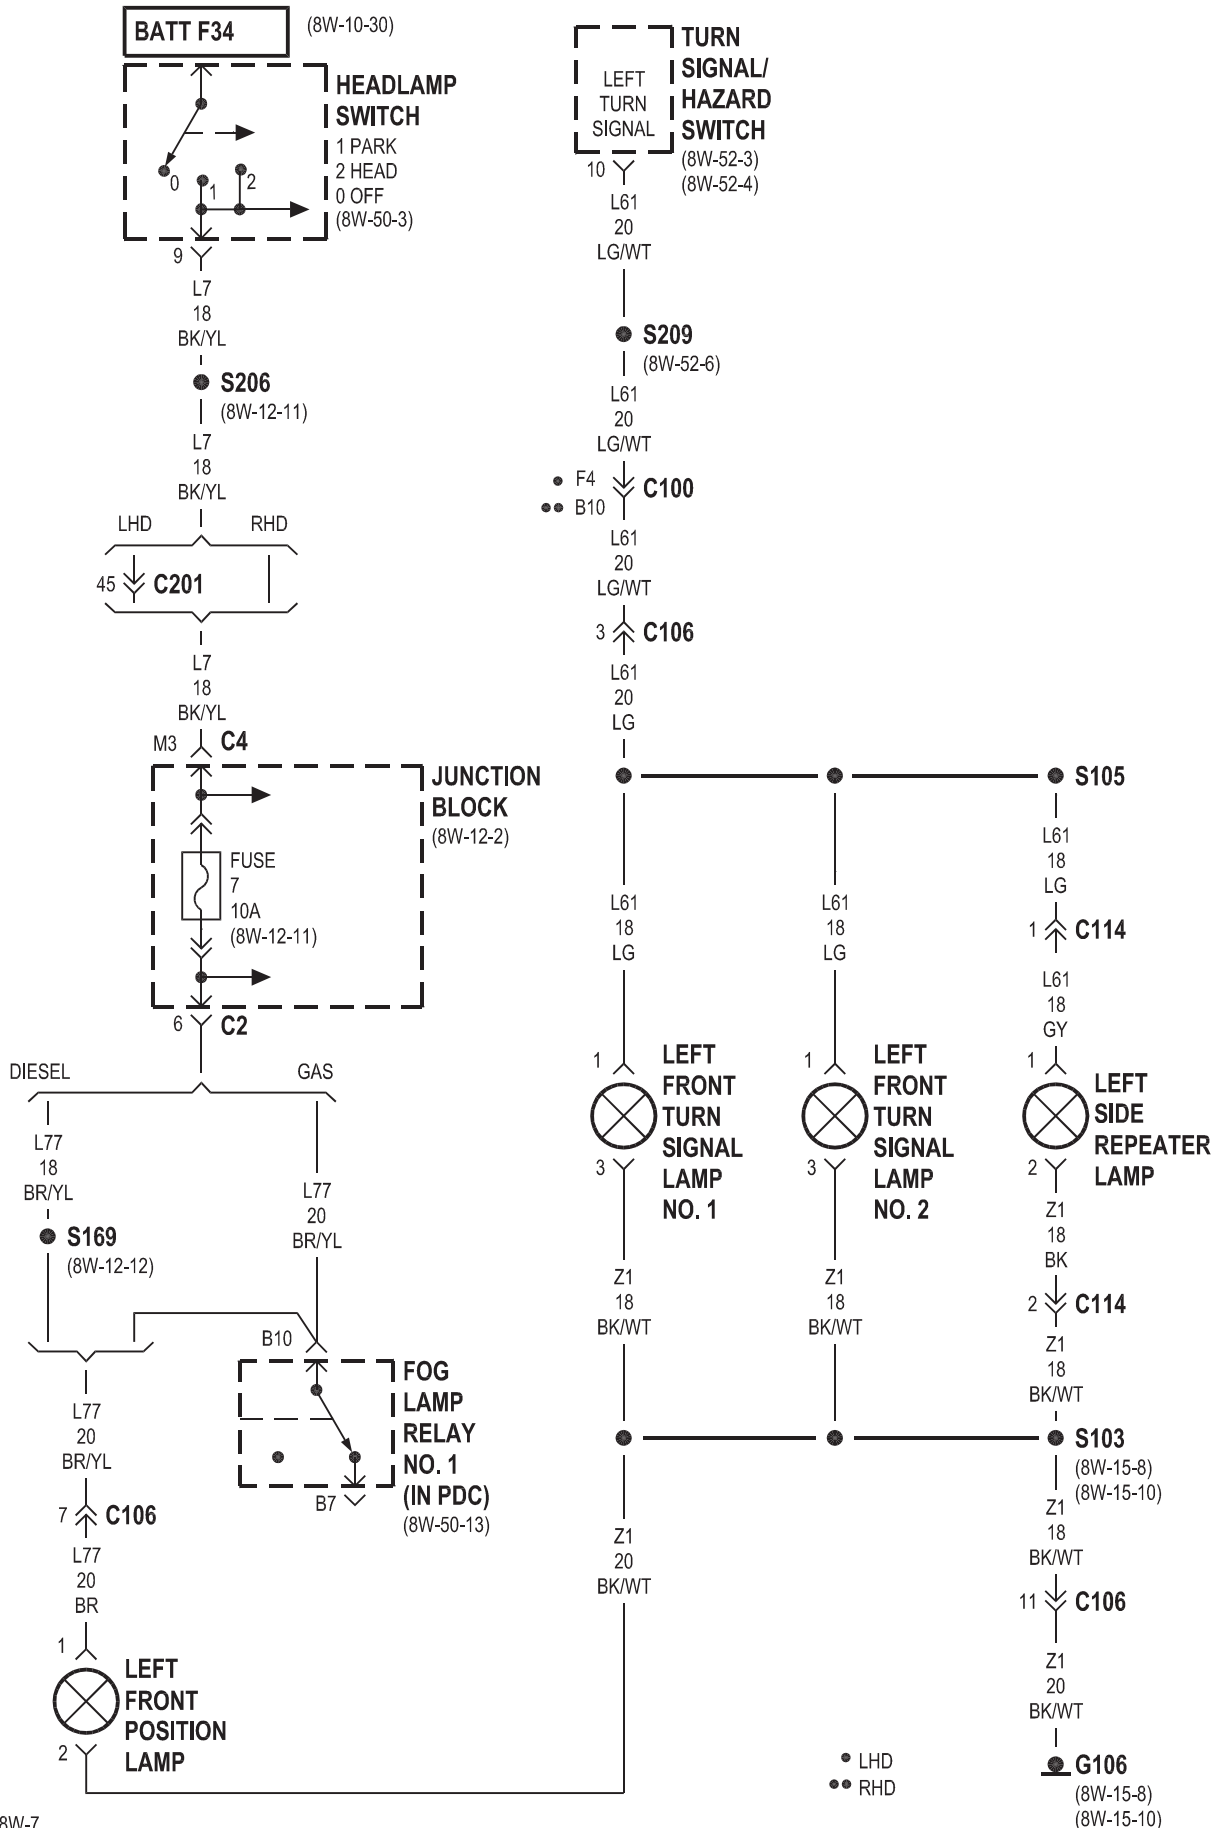 BATT F34
(8W-10-30)
HEADLAMP
SWITCH
1 PARK
2 HEAD
0 OFF
(8W-50-3)
0
1
2
9
L7
18
BK/YL
S206
(8W-12-11)
L7
18
BK/YL
LHD
RHD
45
C201
L7
18
BK/YL
M3
C4
JUNCTION
BLOCK
(8W-12-2)
FUSE
7
10A
(8W-12-11)
6
C2
DIESEL
GAS
L77
18
BR/YL
S169
(8W-12-12)
L77
20
BR/YL
B10
FOG
LAMP
RELAY
NO. 1
(IN PDC)
(8W-50-13)
B7
L77
20
BR/YL
7
C106
L77
20
BR
1
LEFT
FRONT
POSITION
LAMP
2
LEFT
TURN
SIGNAL
TURN
SIGNAL/
HAZARD
SWITCH
(8W-52-3)
(8W-52-4)
10
L61
20
LG/WT
S209
(8W-52-6)
L61
20
LG/WT
• F4
•• B10
C100
L61
20
LG/WT
3
C106
L61
20
LG
S105
L61
18
LG
1
LEFT
FRONT
TURN
SIGNAL
LAMP
NO. 1
3
Z1
18
BK/WT
L61
18
LG
1
LEFT
FRONT
TURN
SIGNAL
LAMP
NO. 2
3
Z1
18
BK/WT
L61
18
LG
1
C114
L61
18
GY
1
LEFT
SIDE
REPEATER
LAMP
2
Z1
18
BK
2
C114
Z1
18
BK/WT
S103
(8W-15-8)
(8W-15-10)
Z1
20
BK/WT
Z1
18
BK/WT
11
C106
Z1
20
BK/WT
G106
(8W-15-8)
(8W-15-10)
• LHD
•• RHD
8W-7